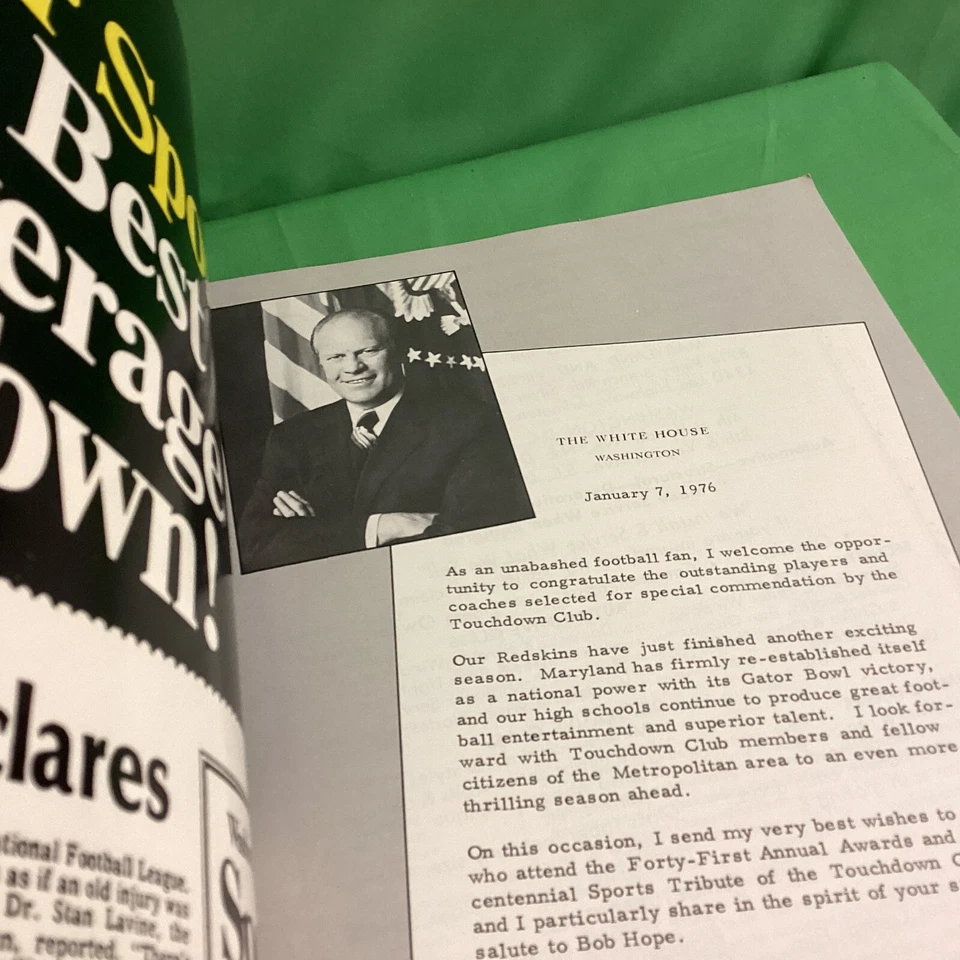 Spo
Best
erage
own!
clares
tional Football League.
as if an old injury was
Dr. Stan Lavine, the
n, reported. "There's
THE WHITE HOUSE
WASHINGTON
January 7, 1976
As an unabashed football fan, I welcome the oppor-
tunity to congratulate the outstanding players and
coaches selected for special commendation by the
Touchdown Club.
Our Redskins have just finished another exciting
season. Maryland has firmly re-established itself
as a national power with its Gator Bowl victory,
and our high schools continue to produce great foot-
ball entertainment and superior talent. I look for-
ward with Touchdown Club members and fellow
citizens of the Metropolitan area to an even more
thrilling season ahead.
On this occasion, I send my very best wishes to
who attend the Forty-First Annual Awards and
centennial Sports Tribute of the Touchdown C
and I particularly share in the spirit of your s
salute to Bob Hope.